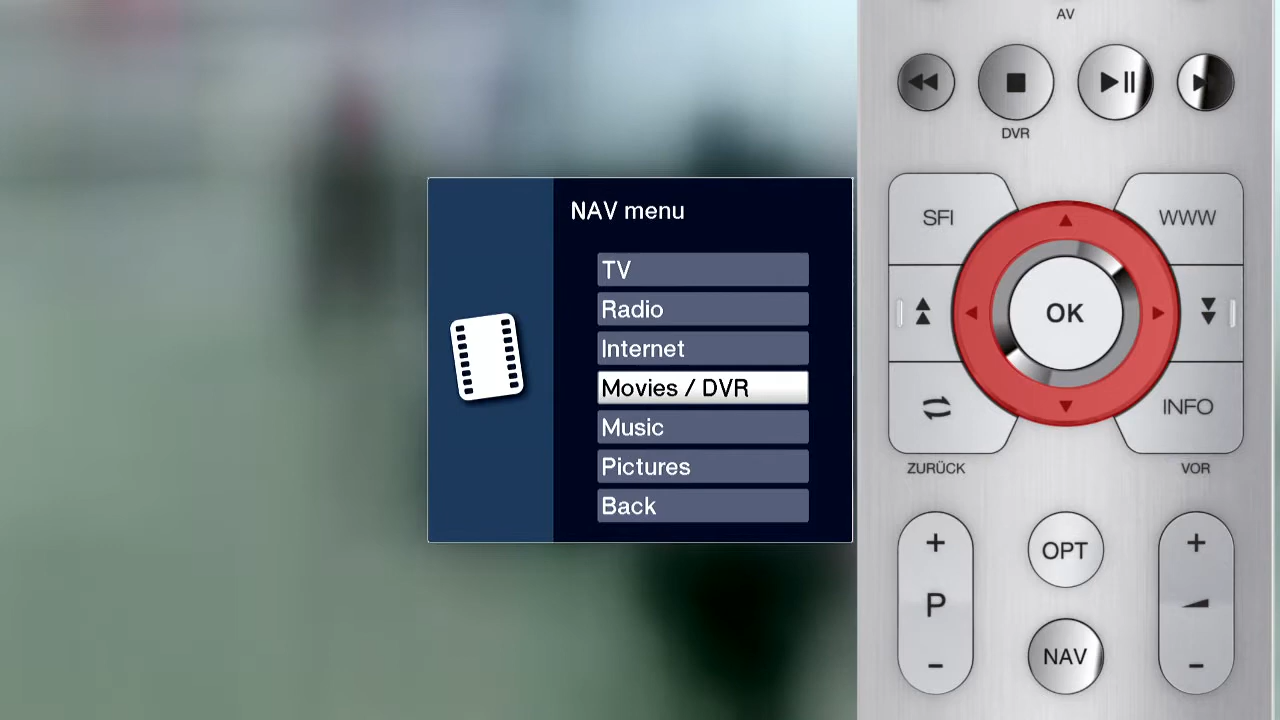 NAV menu
TV
Radio
Internet
Movies / DVR
Music
Pictures
Back
AV
DVR
SFI
WWW
OK
INFO
ZURÜCK
VOR
+
P
−
OPT
NAV
+
−